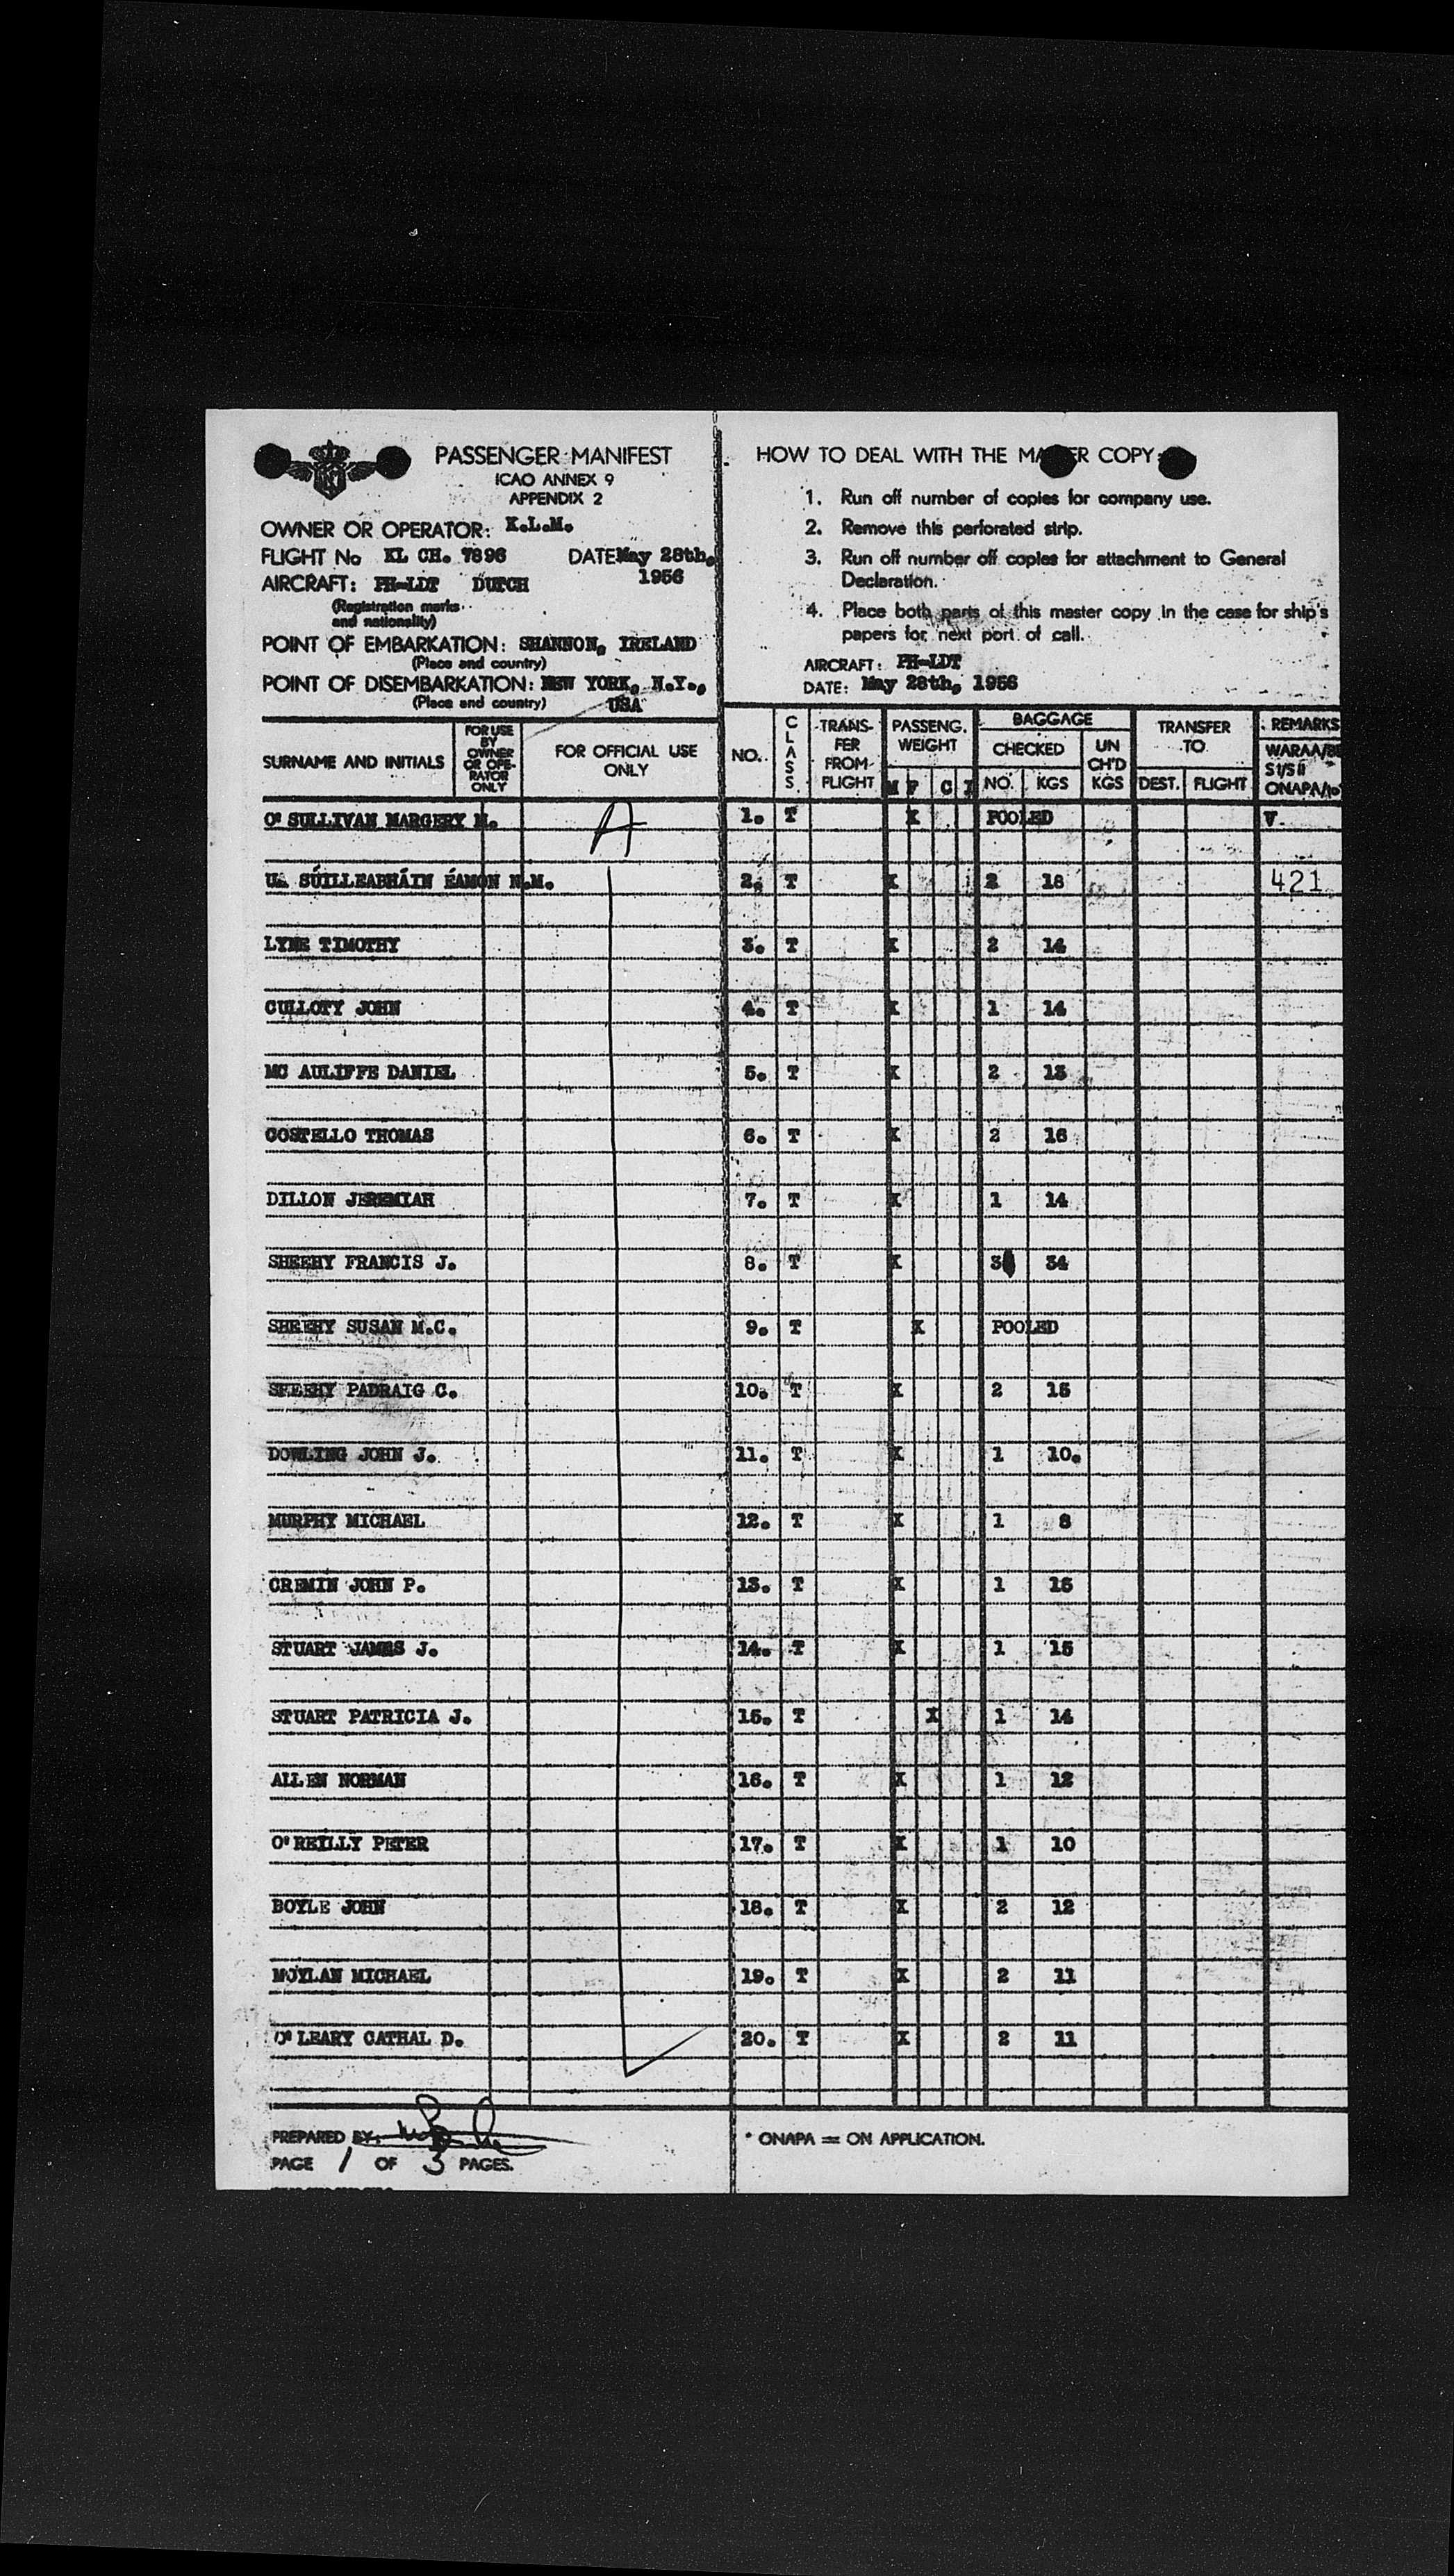 PASSENGER MANIFEST
ICAO ANNEX 9
APPENDIX 2
OWNER OR OPERATOR: K.L.M.
FLIGHT No KL CH. 7896 DATE May 28th, 1956
AIRCRAFT: PH-LDT DUTCH
(Registration marks and nationality)
POINT OF EMBARKATION: SHANNON, IRELAND
(Place and country)
POINT OF DISEMBARKATION: NEW YORK, N.Y., USA
(Place and country)
HOW TO DEAL WITH THE MA ER COPY:
1. Run off number of copies for company use.
2. Remove this perforated strip.
3. Run off number off copies for attachment to General
Declaration.
4. Place both parts of this master copy in the case for ship's
papers for next port of call.
AIRCRAFT: PH-LDT
DATE: May 28th, 1956
SURNAME AND INITIALS FOR USE BY OWNER OR OPE-RATOR ONLY FOR OFFICIAL USE ONLY NO. CLASS TRANS-FER FROM FLIGHT PASSENG. WEIGHT M F C I BAGGAGE CHECKED NO. KGS UN CH'D KGS TRANSFER TO DEST. FLIGHT REMARKS
O' SULLIVAN MARGERY M. A 1. T X POOLED V.
UA SÚILLEABHÁIN ÉAMON N.M. 2. T X 2 18 421
LYNE TIMOTHY 3. T X 2 14
CULLOTY JOHN 4. T X 1 14
MC AULIFFE DANIEL 5. T X 2 13
COSTELLO THOMAS 6. T X 2 16
DILLON JEREMIAH 7. T X 1 14
SHEEHY FRANCIS J. 8. T X 3 34
SHEEHY SUSAN M.C. 9. T X POOLED
SHEEHY PADRAIG C. 10. T X 2 15
DOWLING JOHN J. 11. T X 1 10.
MURPHY MICHAEL 12. T X 1 8
CREMIN JOHN P. 13. T X 1 15
STUART JAMES J. 14. T X 1 15
STUART PATRICIA J. 15. T X 1 14
ALLEN NORMAN 16. T X 1 12
O'REILLY PETER 17. T X 1 10
BOYLE JOHN 18. T X 2 12
MOYLAN MICHAEL 19. T X 2 11
O' LEARY CATHAL D. 20. T X 2 11
PREPARED BY:
PAGE 1 OF 3 PAGES.
* ONAPA = ON APPLICATION.